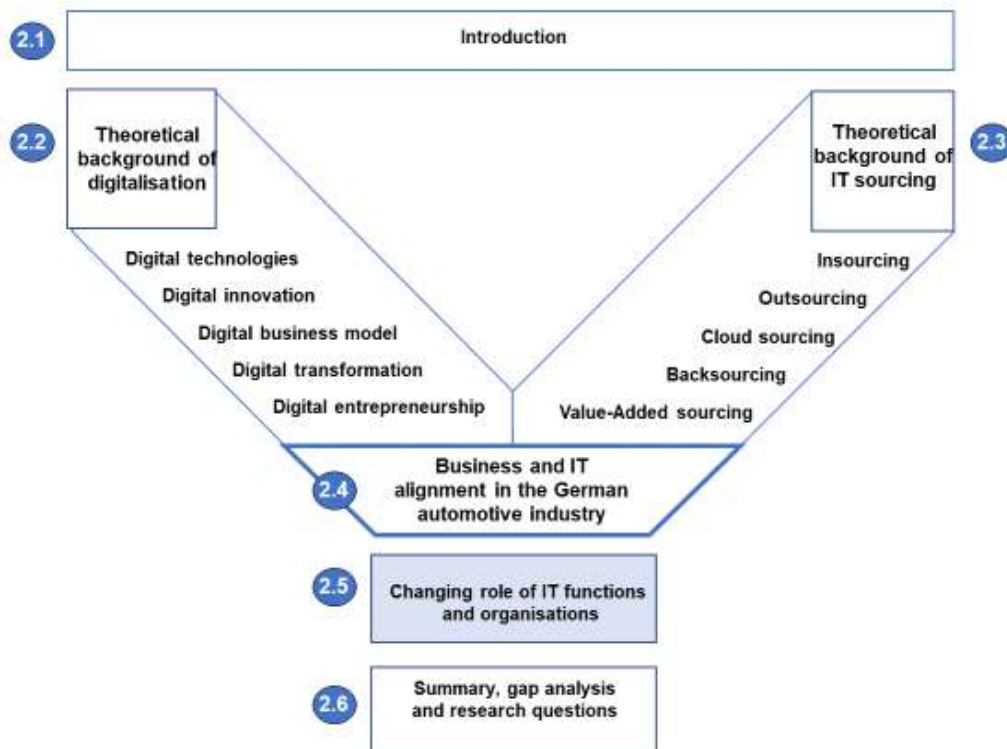 2.1
Introduction
2.2
Theoretical
background of
digitalisation
Theoretical
background of
IT sourcing
2.3
Digital technologies
Digital innovation
Digital business model
Digital transformation
Digital entrepreneurship
Insourcing
Outsourcing
Cloud sourcing
Backsourcing
Value-Added sourcing
2.4
Business and IT
alignment in the German
automotive industry
2.5
Changing role of IT functions
and organisations
2.6
Summary, gap analysis
and research questions